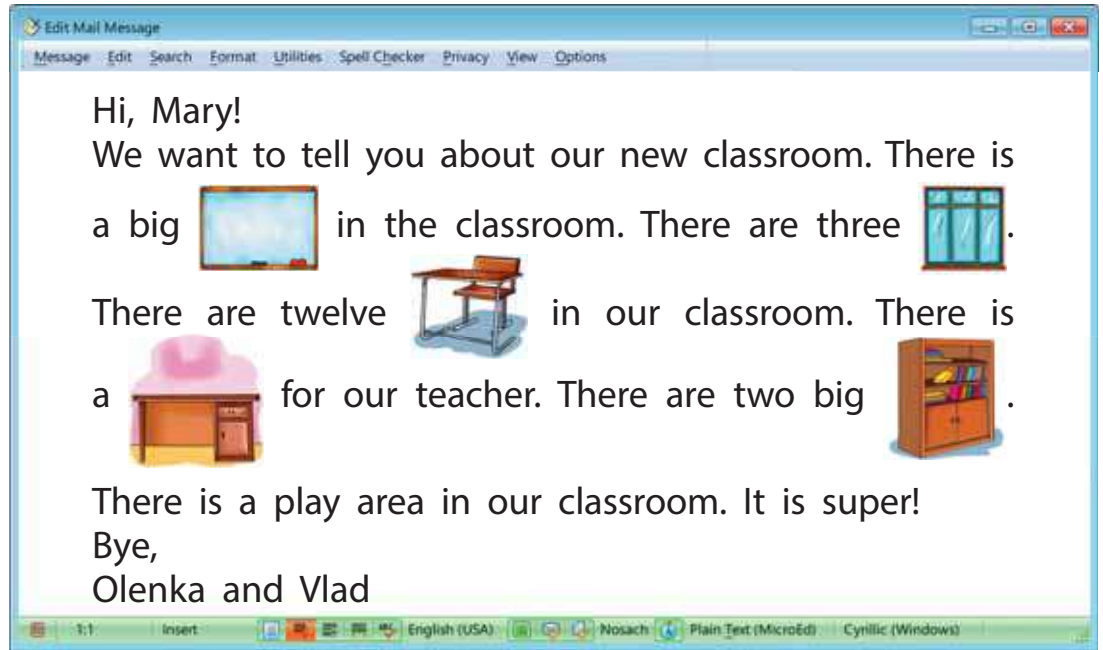 Edit Mail Message
Message Edit Search Format Utilities Spell Checker Privacy View Options
Hi, Mary!
We want to tell you about our new classroom. There is
a big in the classroom. There are three .
There are twelve in our classroom. There is
a for our teacher. There are two big .
There is a play area in our classroom. It is super!
Bye,
Olenka and Vlad
1:1 Insert English (USA) Nosach Plain Text (MicroEd) Cyrillic (Windows)